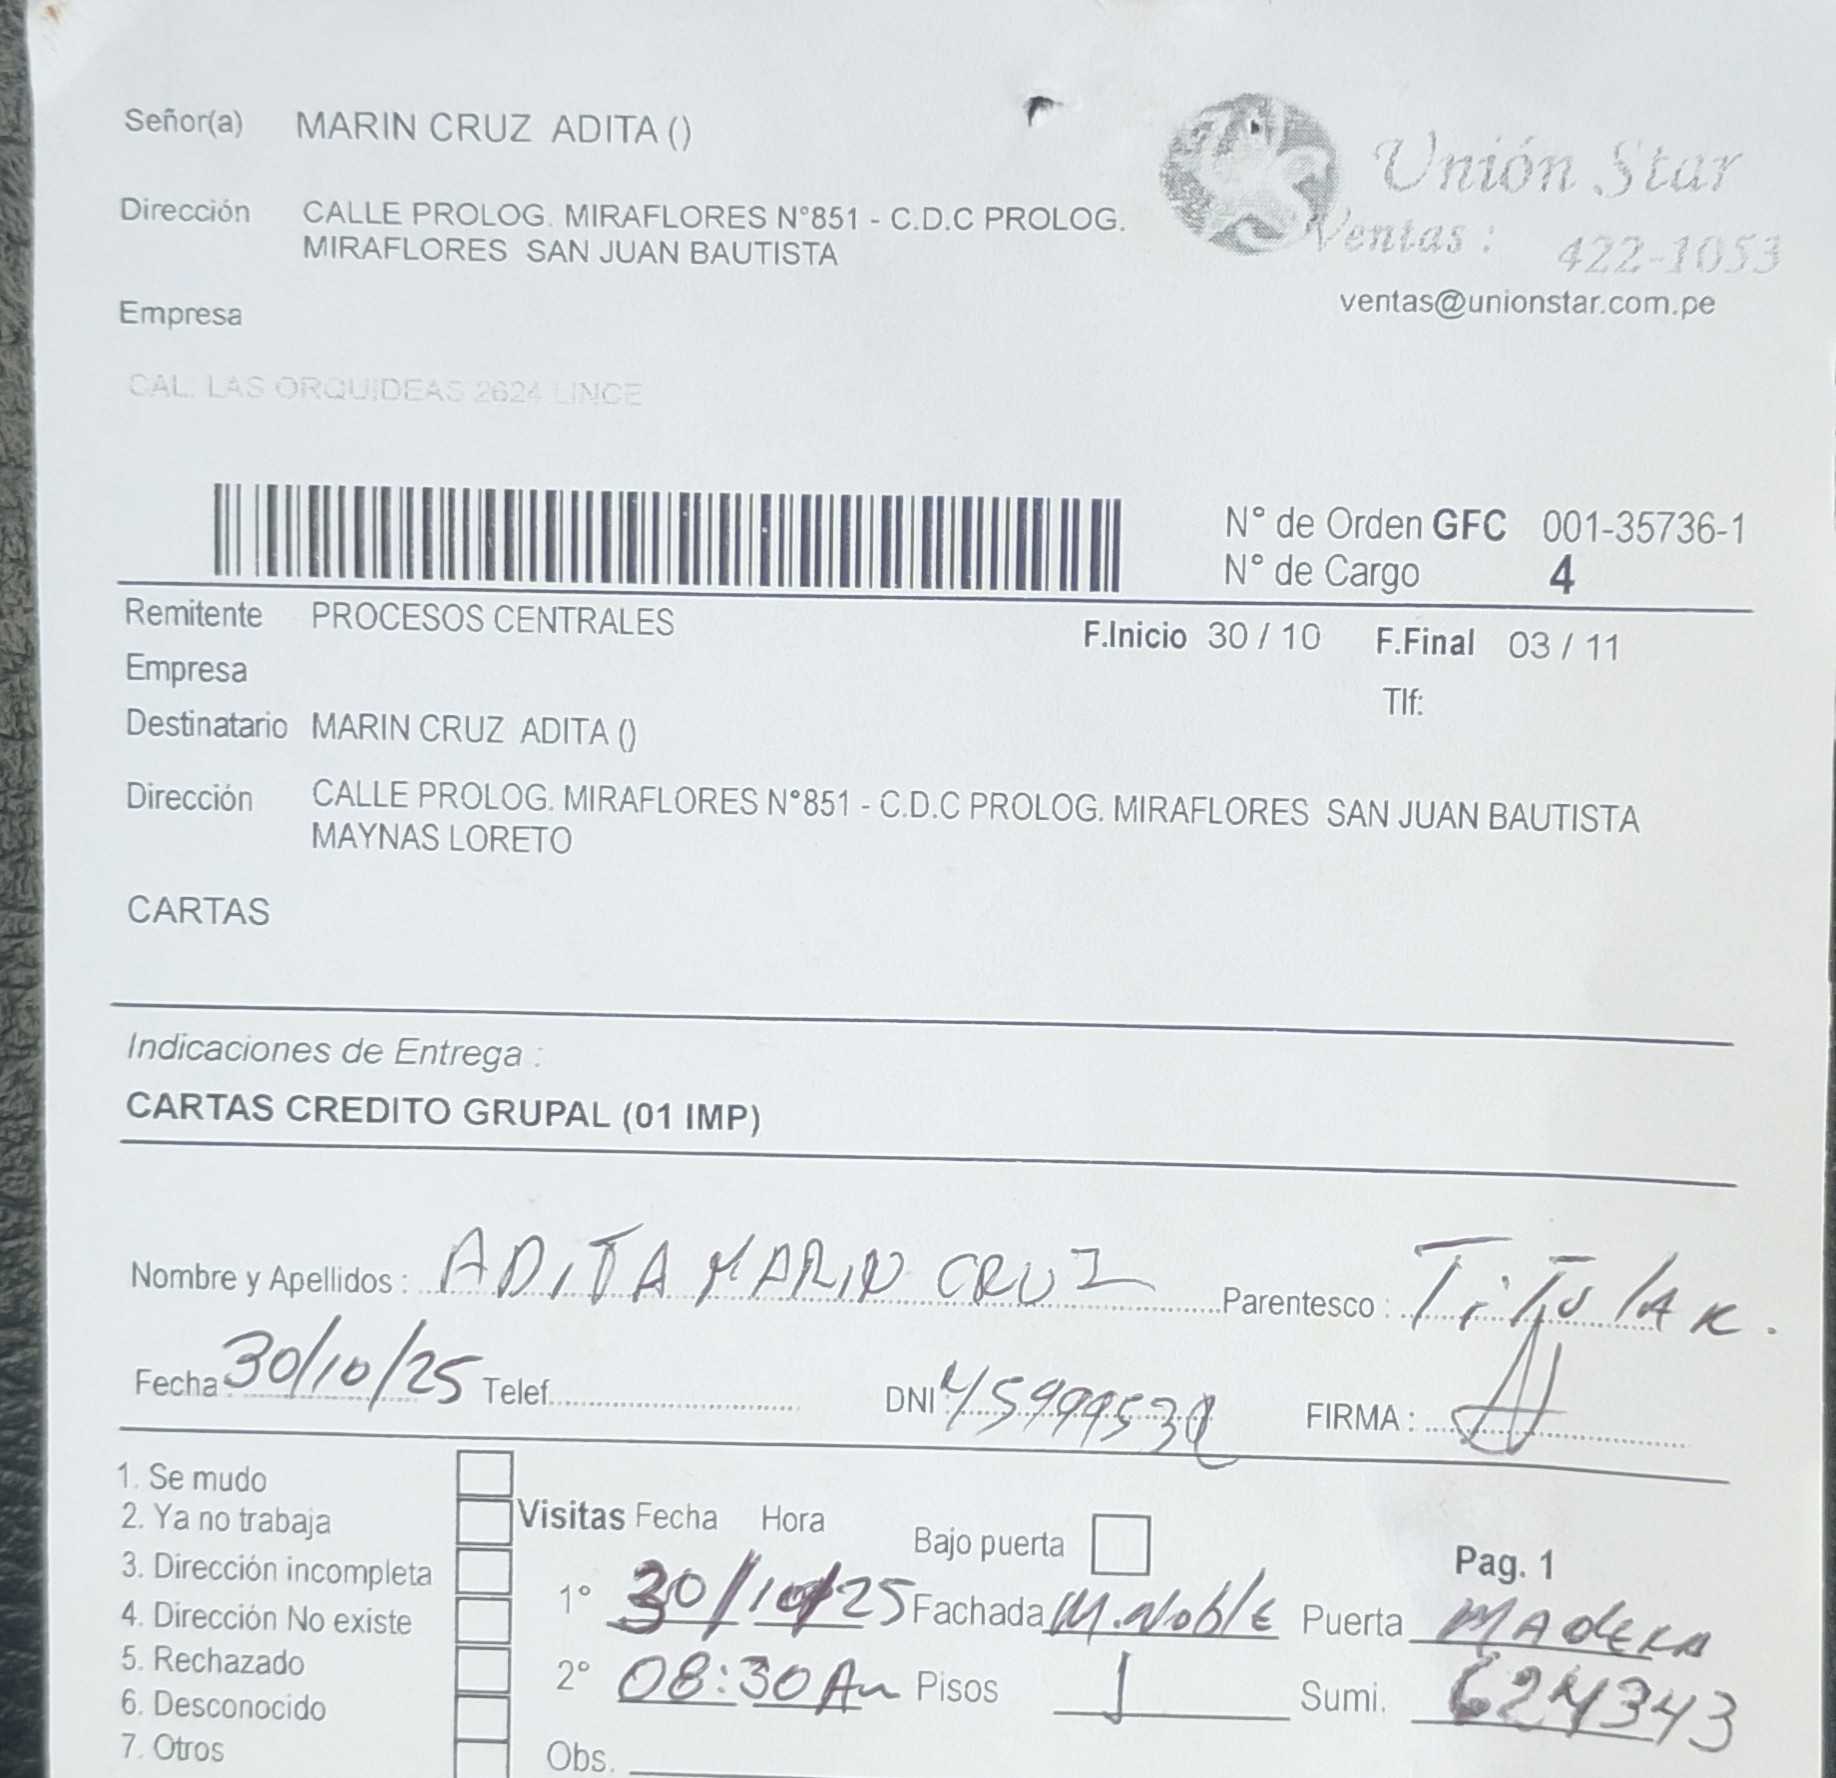 Señor(a) MARIN CRUZ ADITA ()
Unión Star
Dirección CALLE PROLOG. MIRAFLORES N°851 - C.D.C PROLOG.
MIRAFLORES SAN JUAN BAUTISTA
Ventas : 422-1053
ventas@unionstar.com.pe
Empresa
CAL. LAS ORQUIDEAS 2624 LINCE
N° de Orden GFC 001-35736-1
N° de Cargo 4
Remitente PROCESOS CENTRALES
F.Inicio 30 / 10 F.Final 03 / 11
Empresa
Tlf:
Destinatario MARIN CRUZ ADITA ()
Dirección CALLE PROLOG. MIRAFLORES N°851 - C.D.C PROLOG. MIRAFLORES SAN JUAN BAUTISTA
MAYNAS LORETO
CARTAS
Indicaciones de Entrega :
CARTAS CREDITO GRUPAL (01 IMP)
Nombre y Apellidos : ADITA MARIN CRUZ Parentesco : TiTulAR.
Fecha 30/10/25 Telef. DNI FIRMA :
1. Se mudo
2. Ya no trabaja
3. Dirección incompleta
4. Dirección No existe
5. Rechazado
6. Desconocido
7. Otros
Visitas Fecha Hora Bajo puerta
Pag. 1
1° 30/10/25 Fachada M.Noble Puerta MAdERA
2° 08:30 Am Pisos 1 Sumi. 624343
Obs.